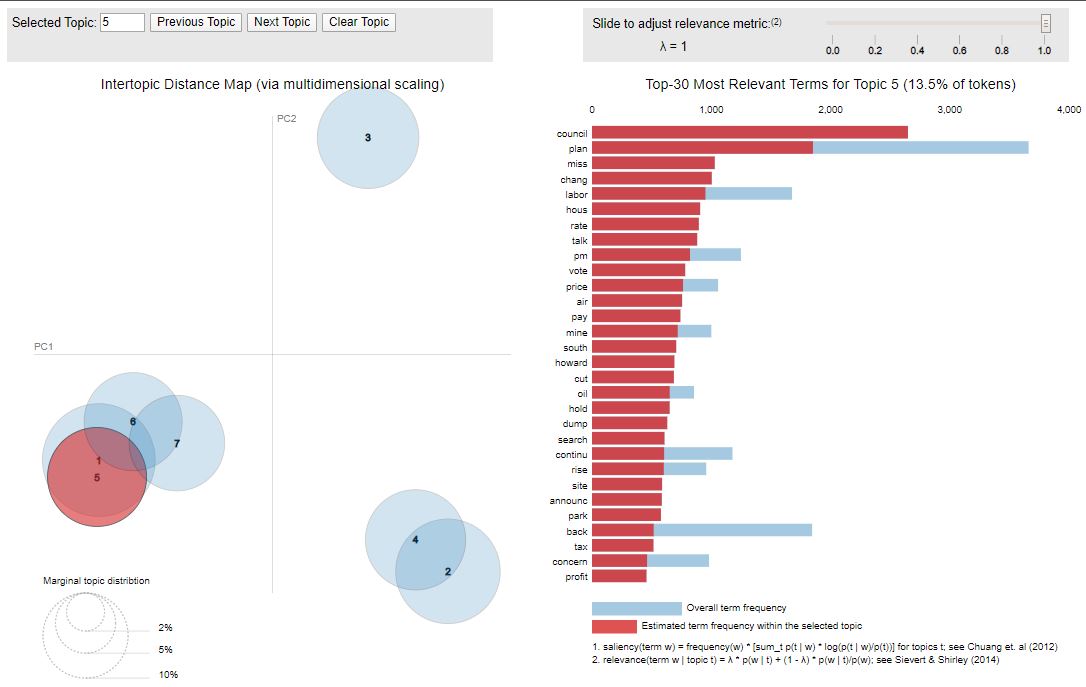 Selected Topic: 5 Previous Topic Next Topic Clear Topic
Slide to adjust relevance metric:(2)
λ = 1
0.0 0.2 0.4 0.6 0.8 1.0
Intertopic Distance Map (via multidimensional scaling)
PC2
PC1
3
6
7
1
5
4
2
Marginal topic distribtion
2%
5%
10%
Top-30 Most Relevant Terms for Topic 5 (13.5% of tokens)
0 1,000 2,000 3,000 4,000
council
plan
miss
chang
labor
hous
rate
talk
pm
vote
price
air
pay
mine
south
howard
cut
oil
hold
dump
search
continu
rise
site
announc
park
back
tax
concern
profit
Overall term frequency
Estimated term frequency within the selected topic
1. saliency(term w) = frequency(w) * [sum_t p(t | w) * log(p(t | w)/p(t))] for topics t; see Chuang et. al (2012)
2. relevance(term w | topic t) = λ * p(w | t) + (1 - λ) * p(w | t)/p(w); see Sievert & Shirley (2014)